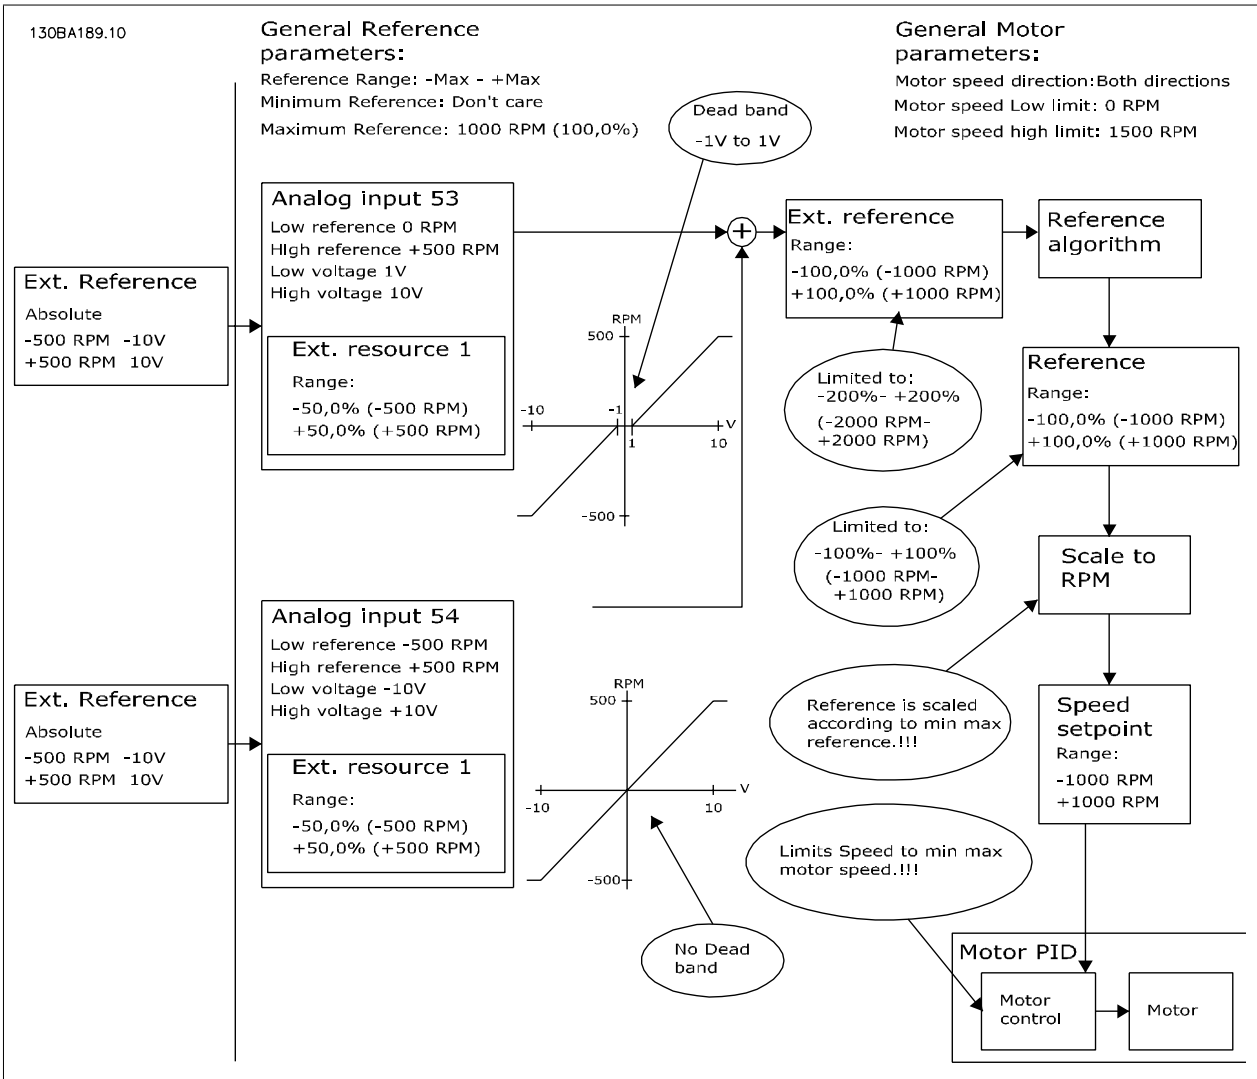 130BA189.10
General Reference
parameters:
Reference Range: -Max - +Max
Minimum Reference: Don't care
Maximum Reference: 1000 RPM (100,0%)
General Motor
parameters:
Motor speed direction:Both directions
Motor speed Low limit: 0 RPM
Motor speed high limit: 1500 RPM
Dead band
-1V to 1V
Ext. Reference
Absolute
-500 RPM -10V
+500 RPM 10V
Analog input 53
Low reference 0 RPM
High reference +500 RPM
Low voltage 1V
High voltage 10V
Ext. resource 1
Range:
-50,0% (-500 RPM)
+50,0% (+500 RPM)
RPM
500
-10
-1
V
1
10
-500
+
Ext. reference
Range:
-100,0% (-1000 RPM)
+100,0% (+1000 RPM)
Reference
algorithm
Limited to:
-200%- +200%
(-2000 RPM-
+2000 RPM)
Reference
Range:
-100,0% (-1000 RPM)
+100,0% (+1000 RPM)
Limited to:
-100%- +100%
(-1000 RPM-
+1000 RPM)
Scale to
RPM
Ext. Reference
Absolute
-500 RPM -10V
+500 RPM 10V
Analog input 54
Low reference -500 RPM
High reference +500 RPM
Low voltage -10V
High voltage +10V
Ext. resource 1
Range:
-50,0% (-500 RPM)
+50,0% (+500 RPM)
RPM
500
V
-10
10
-500
No Dead
band
Reference is scaled
according to min max
reference.!!!
Speed
setpoint
Range:
-1000 RPM
+1000 RPM
Limits Speed to min max
motor speed.!!!
Motor PID
Motor
control
Motor